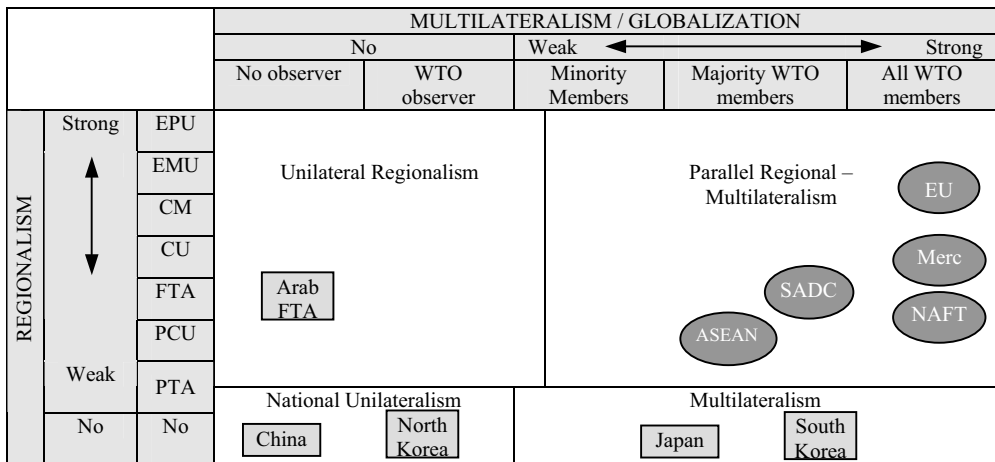 MULTILATERALISM / GLOBALIZATION
No
Weak
Strong
No observer
WTO
observer
Minority
Members
Majority WTO
members
All WTO
members
REGIONALISM
Strong
EPU
EMU
CM
CU
FTA
PCU
Weak
PTA
No
No
Unilateral Regionalism
Parallel Regional –
Multilateralism
EU
Merc
Arab
FTA
SADC
NAFT
ASEAN
National Unilateralism
Multilateralism
China
North
Korea
Japan
South
Korea